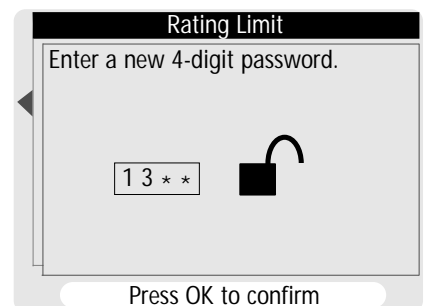 Rating Limit
Enter a new 4-digit password.
1 3 * *
Press OK to confirm